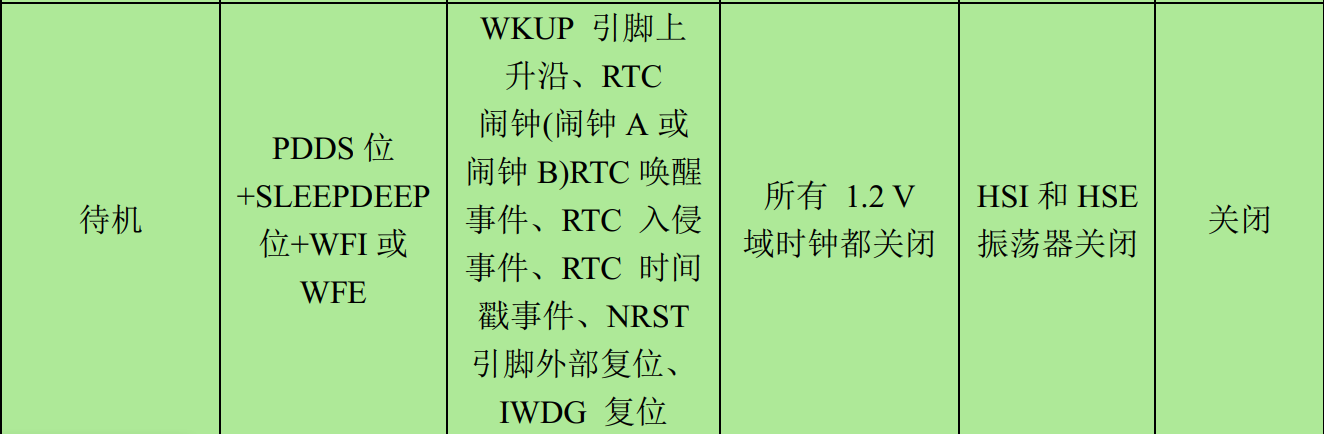 待机
PDDS 位
+SLEEPDEEP
位+WFI 或
WFE
WKUP 引脚上
升沿、RTC
闹钟(闹钟 A 或
闹钟 B)RTC 唤醒
事件、RTC 入侵
事件、RTC 时间
戳事件、NRST
引脚外部复位、
IWDG 复位
所有 1.2 V
域时钟都关闭
HSI 和 HSE
振荡器关闭
关闭